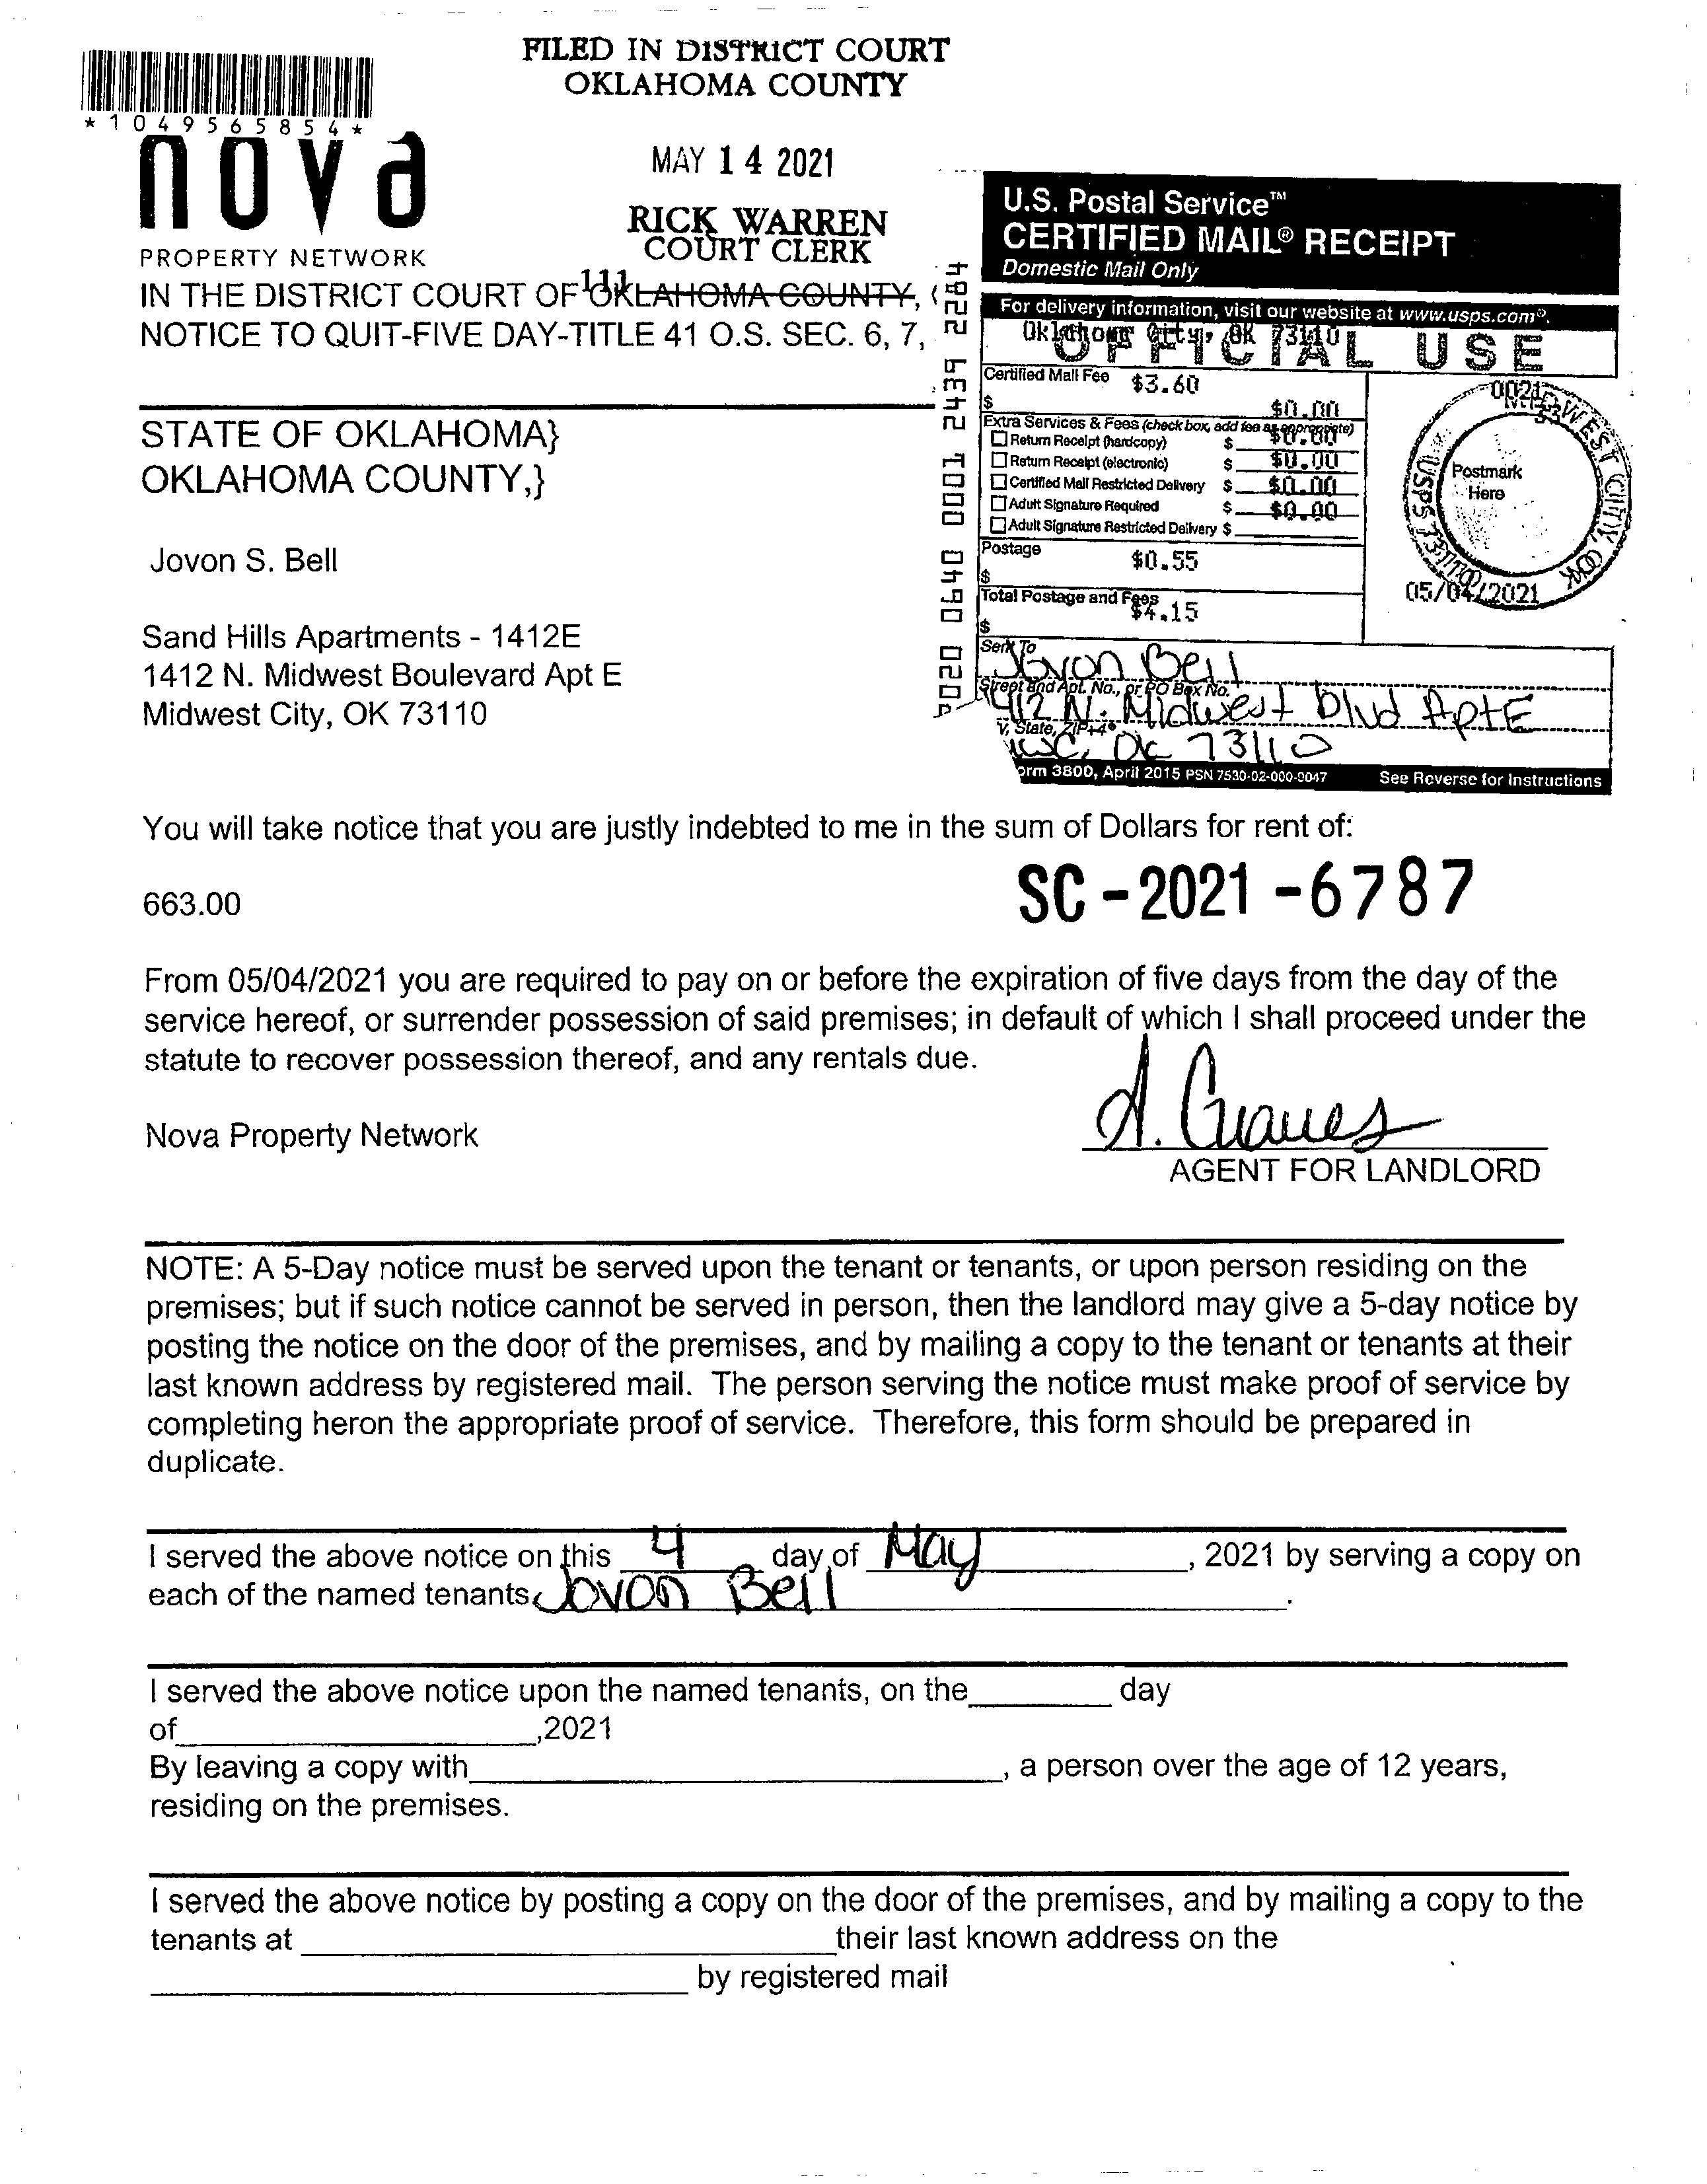 FILED IN DISTRICT COURT
OKLAHOMA COUNTY
*1049565854*
MAY 14 2021
nova
PROPERTY NETWORK
RICK WARREN
COURT CLERK
111
IN THE DISTRICT COURT OF OKLAHOMA COUNTY,
NOTICE TO QUIT-FIVE DAY-TITLE 41 O.S. SEC. 6, 7,
U.S. Postal Service™
CERTIFIED MAIL® RECEIPT
Domestic Mail Only
For delivery information, visit our website at www.usps.com®.
Oklahoma City, OK 73110
OFFICIAL USE
Certified Mail Fee $3.60
$
$0.00
Extra Services & Fees (check box, add fee as appropriate)
Return Receipt (hardcopy) $ $0.00
Return Receipt (electronic) $ $0.00
Certified Mail Restricted Delivery $ $0.00
Adult Signature Required $ $0.00
Adult Signature Restricted Delivery $
Postage $0.55
$
Total Postage and Fees
$4.15
$
Postmark
Here
05/04/2021
Sent To
Jovon Bell
Street and Apt. No., or PO Box No.
1412 N. Midwest Blvd Apt E
State, ZIP+4®
MWC, OK 73110
orm 3800, April 2015 PSN 7530-02-000-9047 See Reverse for Instructions
STATE OF OKLAHOMA}
OKLAHOMA COUNTY,}
Jovon S. Bell
Sand Hills Apartments - 1412E
1412 N. Midwest Boulevard Apt E
Midwest City, OK 73110
You will take notice that you are justly indebted to me in the sum of Dollars for rent of:
663.00
SC-2021-6787
From 05/04/2021 you are required to pay on or before the expiration of five days from the day of the
service hereof, or surrender possession of said premises; in default of which I shall proceed under the
statute to recover possession thereof, and any rentals due.
Nova Property Network
A. Graves
AGENT FOR LANDLORD
NOTE: A 5-Day notice must be served upon the tenant or tenants, or upon person residing on the
premises; but if such notice cannot be served in person, then the landlord may give a 5-day notice by
posting the notice on the door of the premises, and by mailing a copy to the tenant or tenants at their
last known address by registered mail. The person serving the notice must make proof of service by
completing heron the appropriate proof of service. Therefore, this form should be prepared in
duplicate.
I served the above notice on this 4 day of May, 2021 by serving a copy on
each of the named tenants Jovon Bell.
I served the above notice upon the named tenants, on the day
of ,2021
By leaving a copy with , a person over the age of 12 years,
residing on the premises.
I served the above notice by posting a copy on the door of the premises, and by mailing a copy to the
tenants at their last known address on the
by registered mail